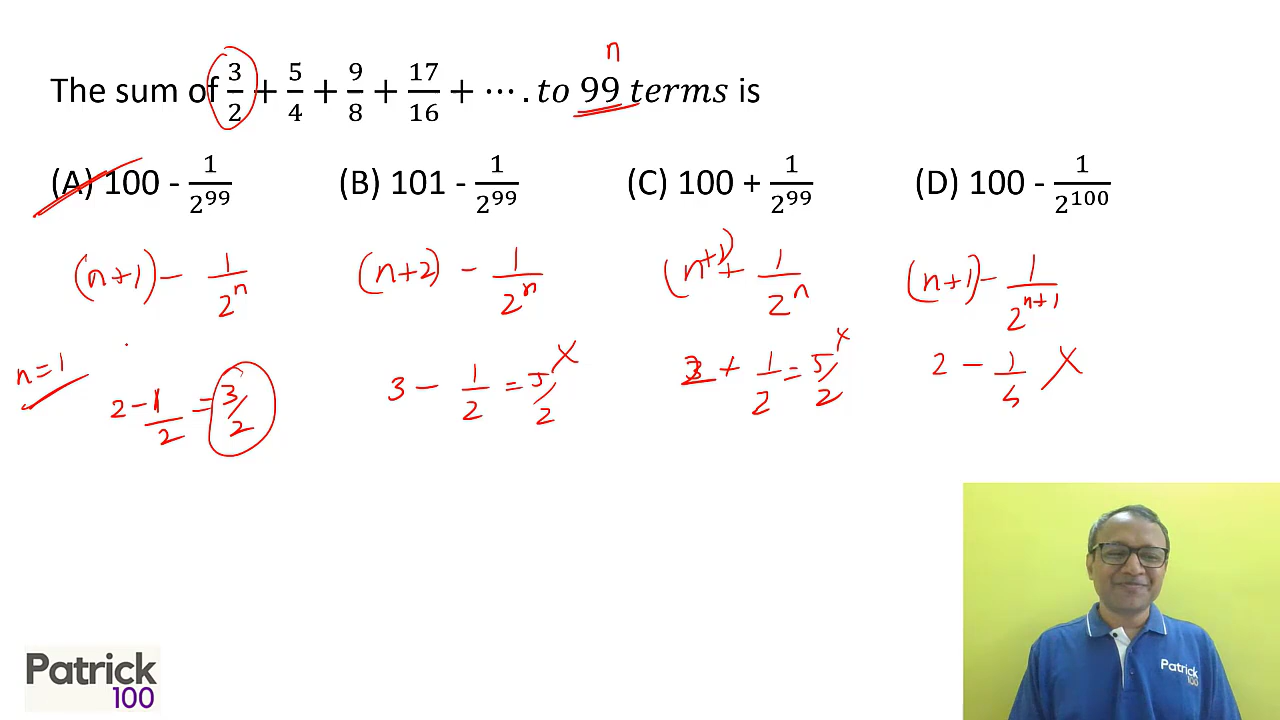 n
The sum of 3/2 + 5/4 + 9/8 + 17/16 + ⋯. to 99 terms is
(A) 100 - 1/2^99 (B) 101 - 1/2^99 (C) 100 + 1/2^99 (D) 100 - 1/2^100
(n+1) - 1/2^n (n+2) - 1/2^n (n+1) + 1/2^n (n+1) - 1/2^(n+1)
n=1 2 - 1/2 = 3/2 3 - 1/2 = 5/2 x + 1/2 = 5/2 x 2 - 1/ X
Patrick
100
Patrick
100